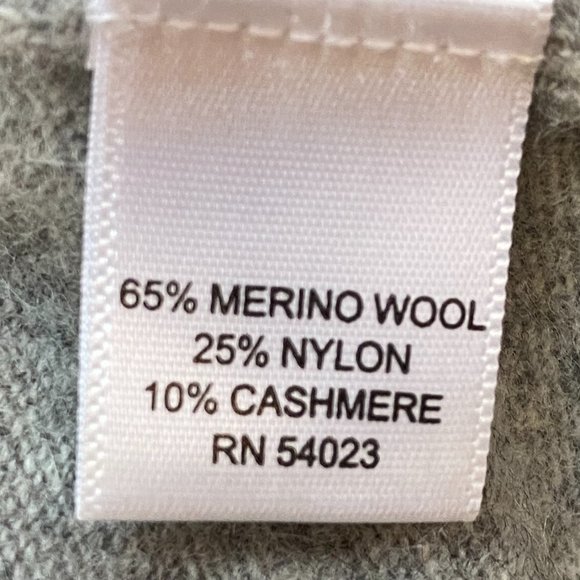 65% MERINO WOOL
25% NYLON
10% CASHMERE
RN 54023